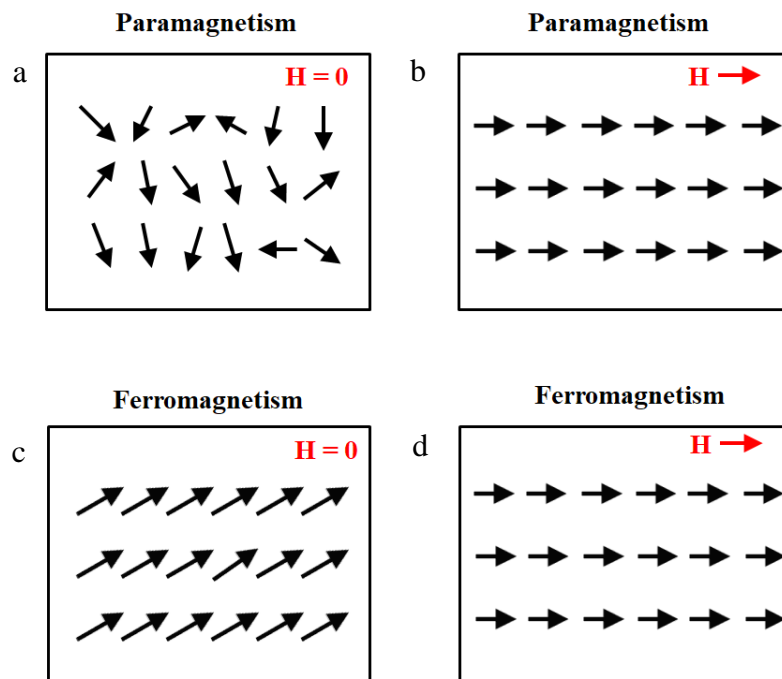 Paramagnetism
a
H = 0
Paramagnetism
b
H
Ferromagnetism
c
H = 0
Ferromagnetism
d
H